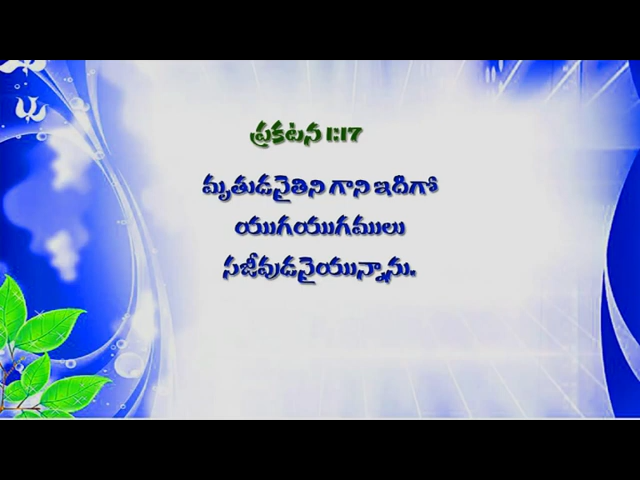 ప్రకటన 1:17
మృతుడనైతిని గాని ఇదిగో
యుగయుగములు
సజీవుడనైయున్నాను.